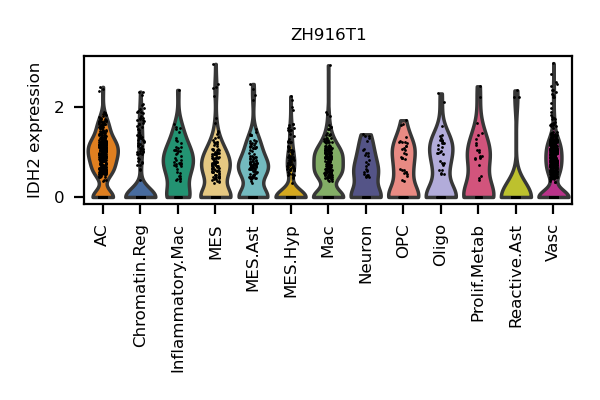 ZH916T1
IDH2 expression
2
0
AC
Chromatin.Reg
Inflammatory.Mac
MES
MES.Ast
MES.Hyp
Mac
Neuron
OPC
Oligo
Prolif.Metab
Reactive.Ast
Vasc